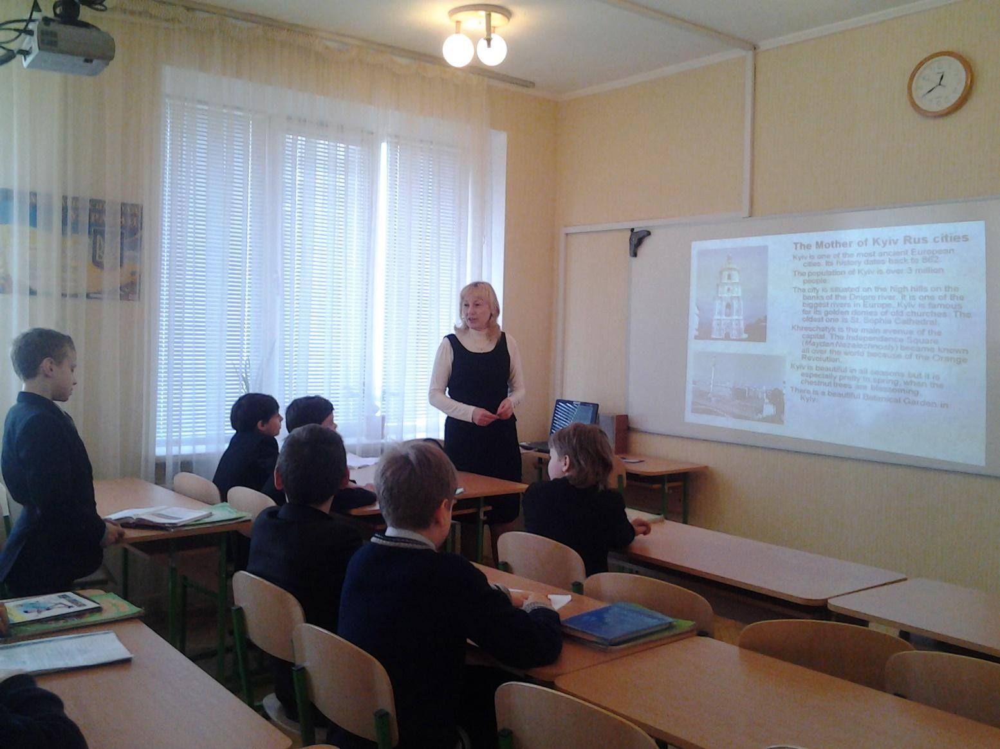 The Mother of Kyiv Rus cities
Kyiv is one of the most ancient European
cities. Its history dates back to 862.
The population of Kyiv is over 3 million
people.
The city is situated on the high hills on the
banks of the Dnipro river. It is one of the
biggest rivers in Europe. Kyiv is famous
for its golden domes of old churches. The
oldest one is St. Sophia Cathedral.
Khreschatyk is the main avenue of the
capital. The Independence Square
(Maydan Nezalezhnosty) became known
all over the world because of the Orange
Revolution.
Kyiv is beautiful in all seasons but it is
especially pretty in spring, when the
chestnut trees are blossoming.
There is a beautiful Botanical Garden in
Kyiv.